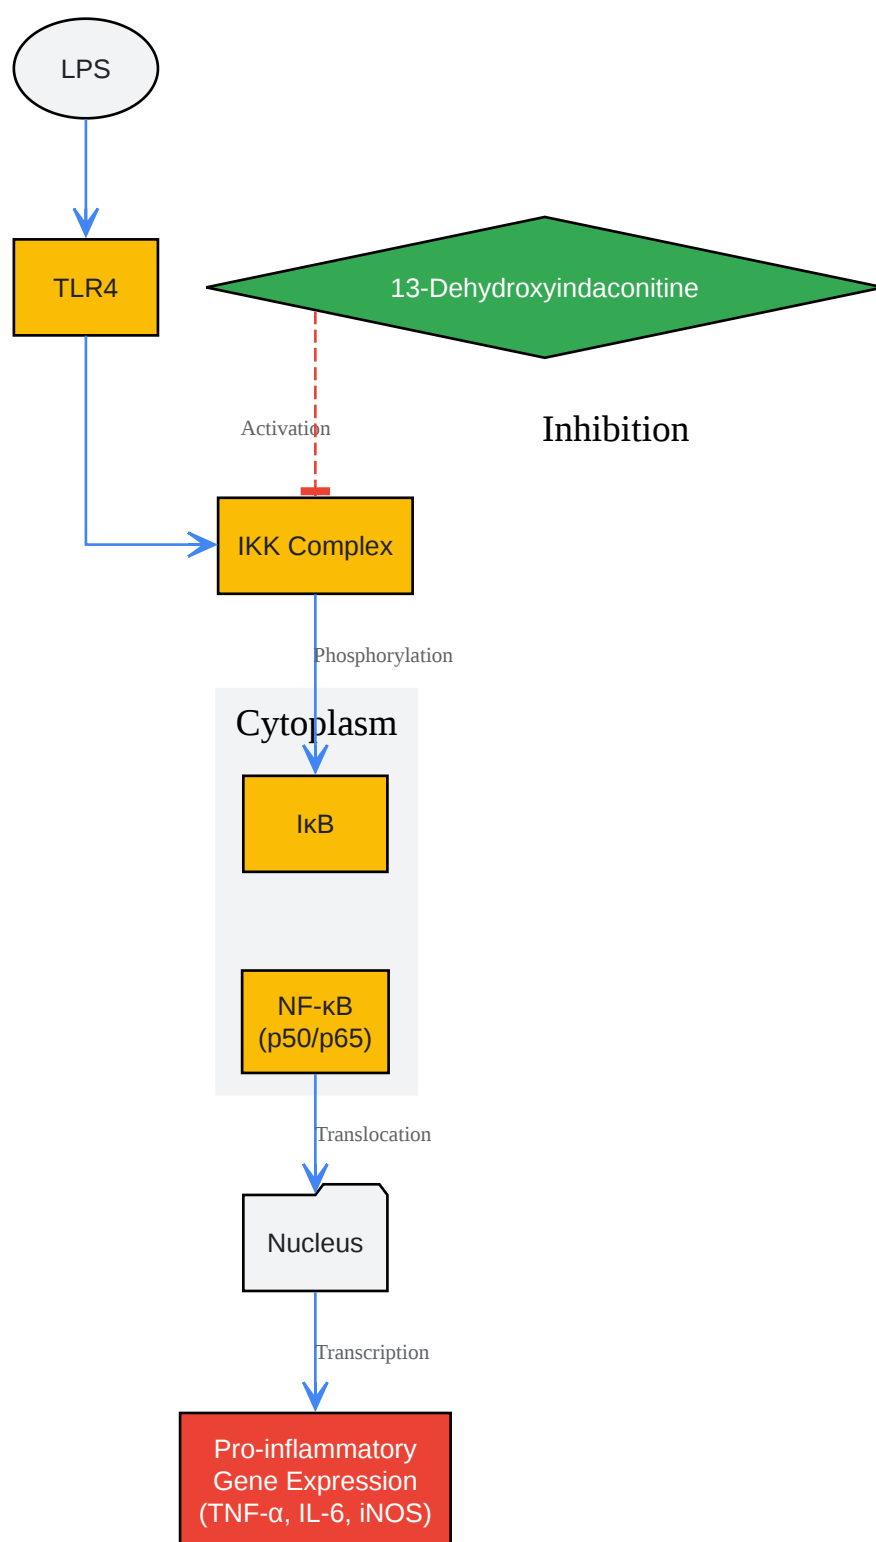 LPS
TLR4
13-Dehydroxyindaconitine
Activation
Inhibition
IKK Complex
Phosphorylation
Cytoplasm
IκB
NF-κB
(p50/p65)
Translocation
Nucleus
Transcription
Pro-inflammatory
Gene Expression
(TNF-α, IL-6, iNOS)